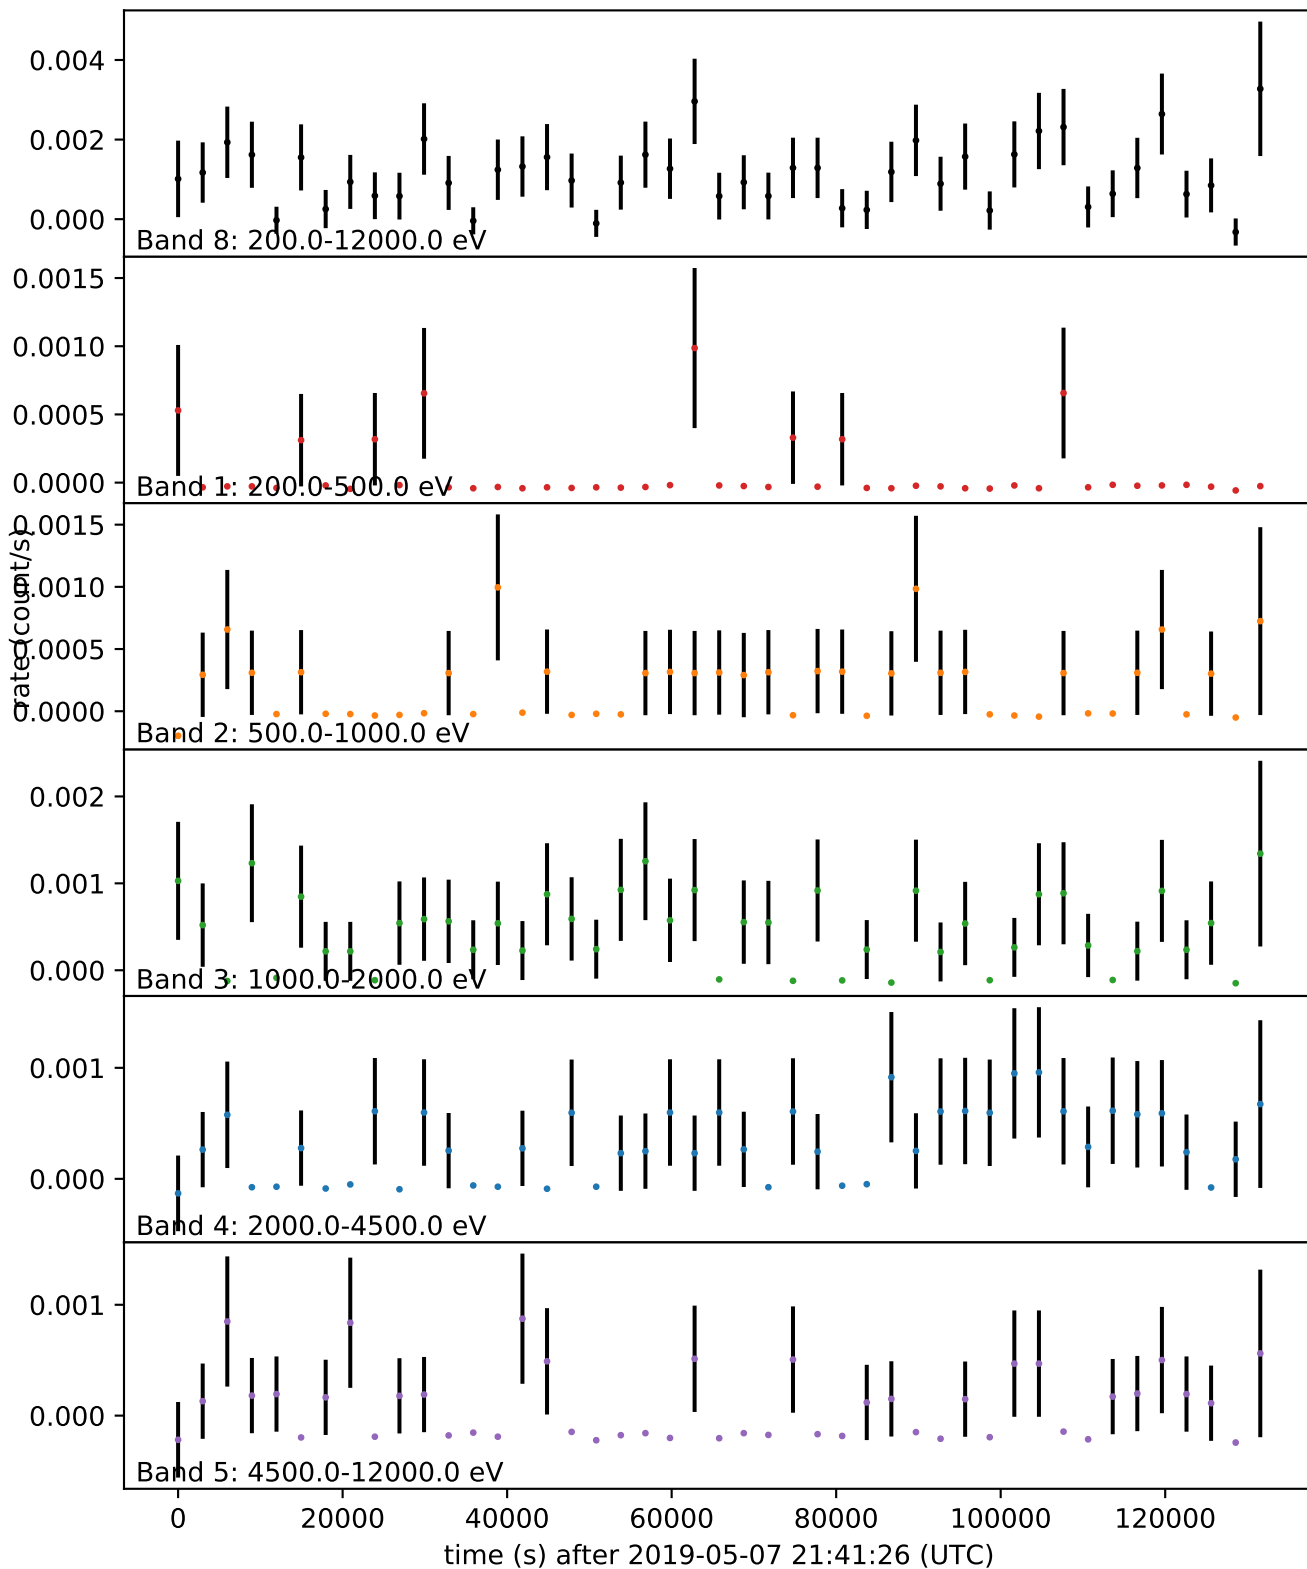 0.004
0.002
0.000
Band 8: 200.0-12000.0 eV
0.0015
0.0010
0.0005
0.0000
Band 1: 200.0-500.0 eV
rate (count/s)
0.0015
0.0010
0.0005
0.0000
Band 2: 500.0-1000.0 eV
0.002
0.001
0.000
Band 3: 1000.0-2000.0 eV
0.001
0.000
Band 4: 2000.0-4500.0 eV
0.001
0.000
Band 5: 4500.0-12000.0 eV
0 20000 40000 60000 80000 100000 120000
time (s) after 2019-05-07 21:41:26 (UTC)